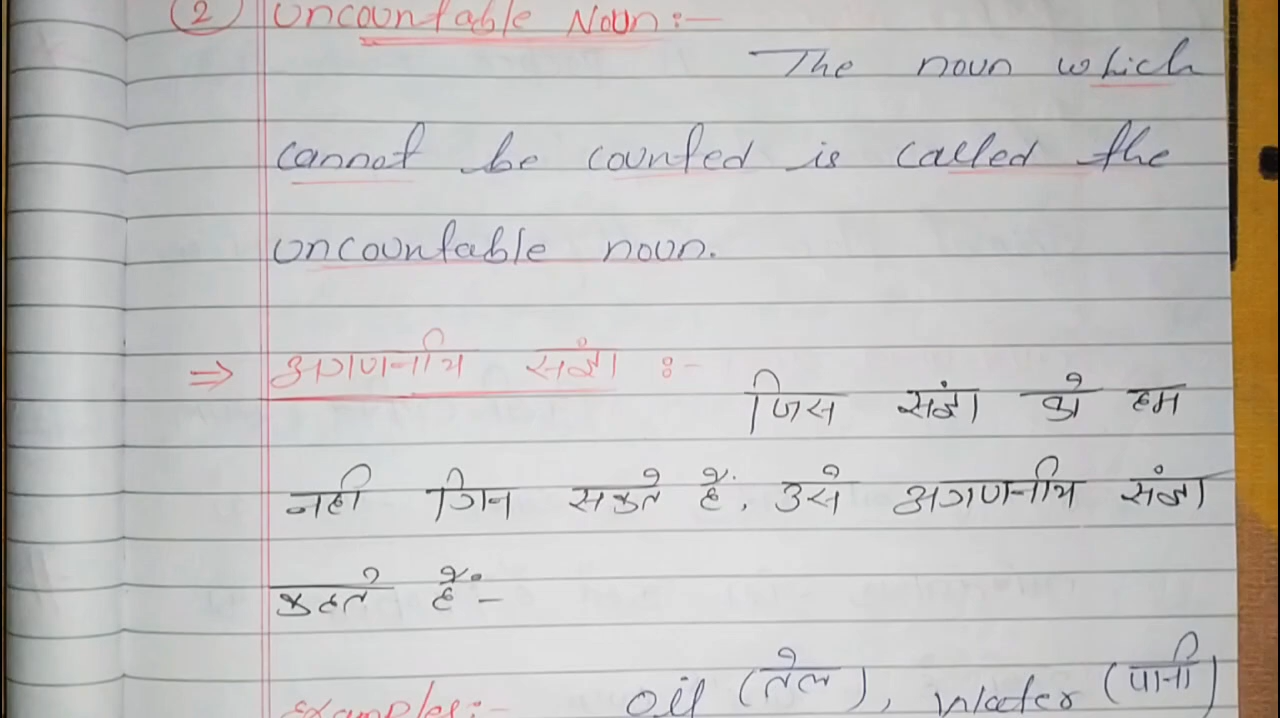 (2) Uncountable Noun:-
The noun which
cannot be counted is called the
uncountable noun.
⇒ अगणनीय संज्ञा :-
जिस संज्ञा को हम
नही गिन सकते हैं, उसे अगणनीय संज्ञा
कहते हैं-
Examples:- Oil (तेल), Water (पानी)